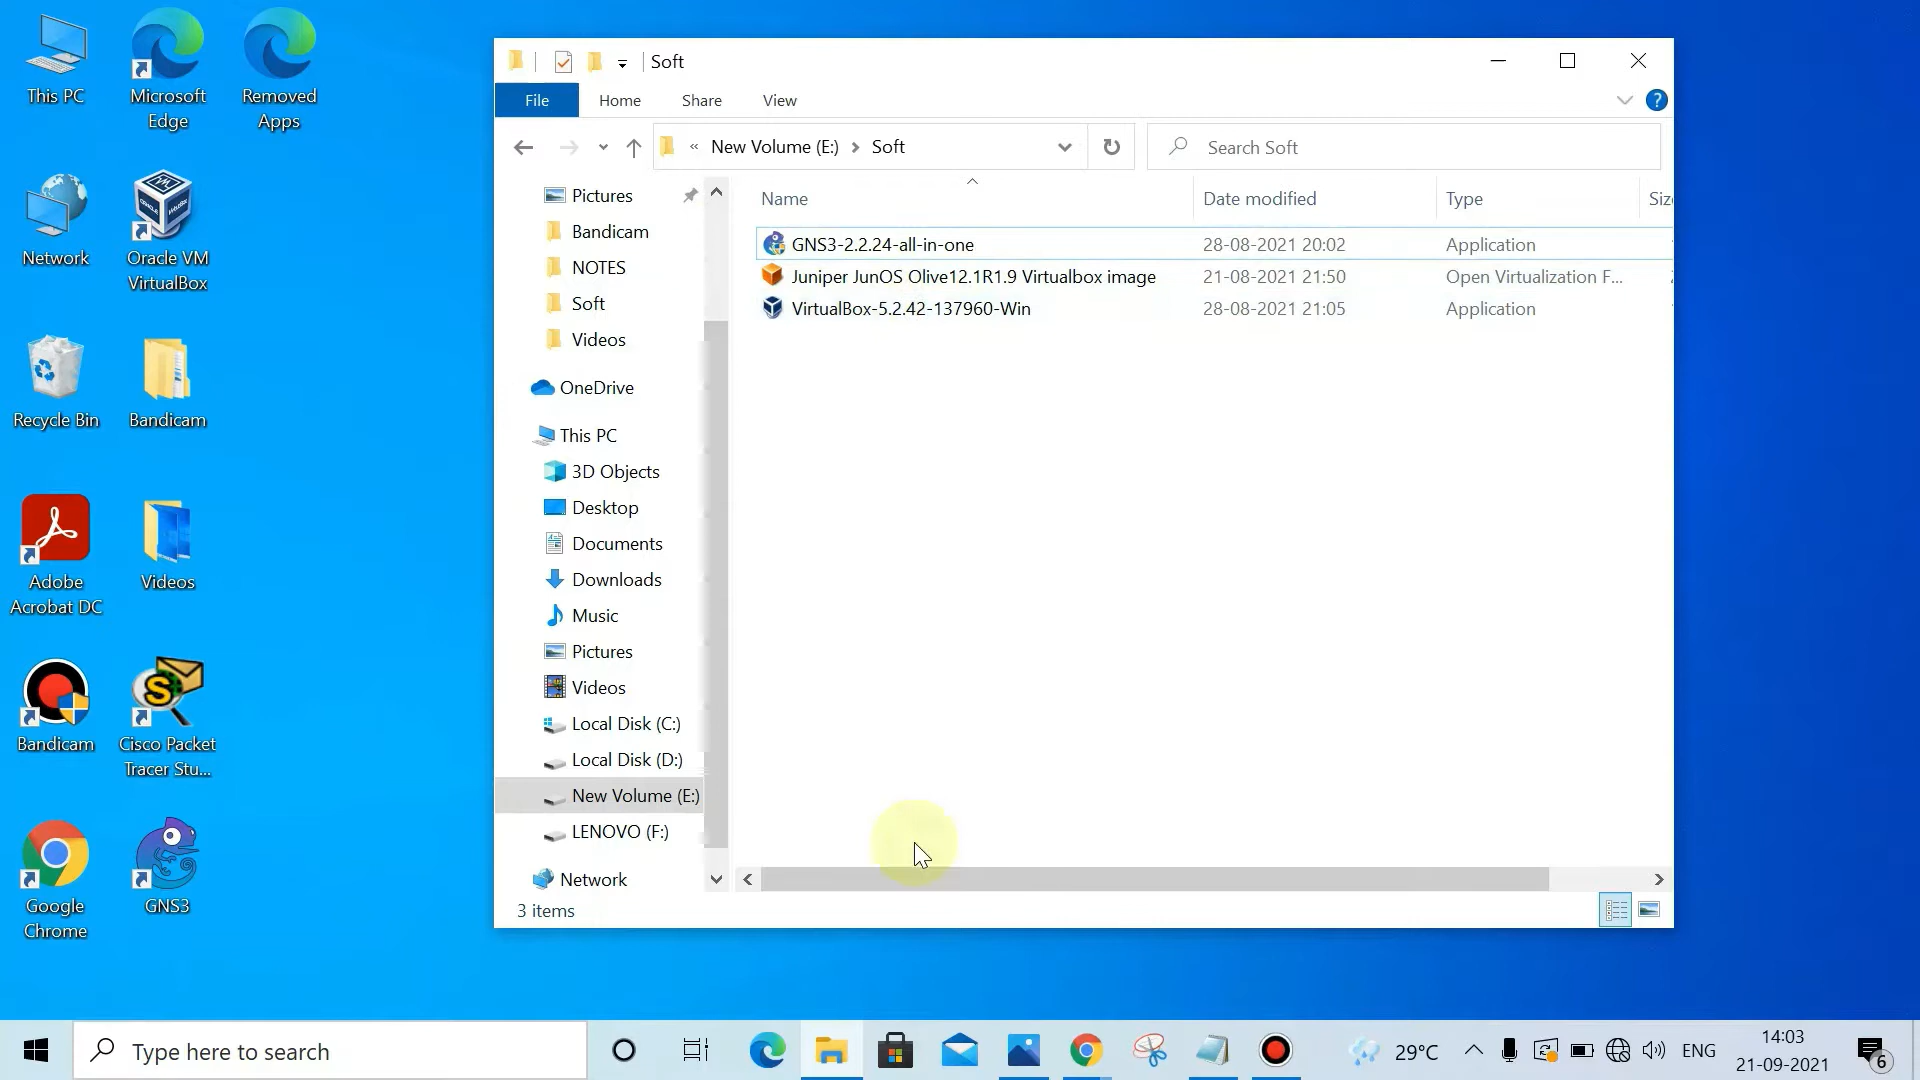 This PC
Microsoft
Edge
Removed
Apps
Network
Oracle VM
VirtualBox
Recycle Bin
Bandicam
Adobe
Acrobat DC
Videos
Bandicam
Cisco Packet
Tracer Stu...
Google
Chrome
GNS3
Soft
File
Home
Share
View
?
« New Volume (E:) > Soft
Search Soft
Name
Date modified
Type
Siz
GNS3-2.2.24-all-in-one
28-08-2021 20:02
Application
Juniper JunOS Olive12.1R1.9 Virtualbox image
21-08-2021 21:50
Open Virtualization F...
VirtualBox-5.2.42-137960-Win
28-08-2021 21:05
Application
Pictures
Bandicam
NOTES
Soft
Videos
OneDrive
This PC
3D Objects
Desktop
Documents
Downloads
Music
Pictures
Videos
Local Disk (C:)
Local Disk (D:)
New Volume (E:)
LENOVO (F:)
Network
3 items
Type here to search
29°C
ENG
14:03
21-09-2021
6